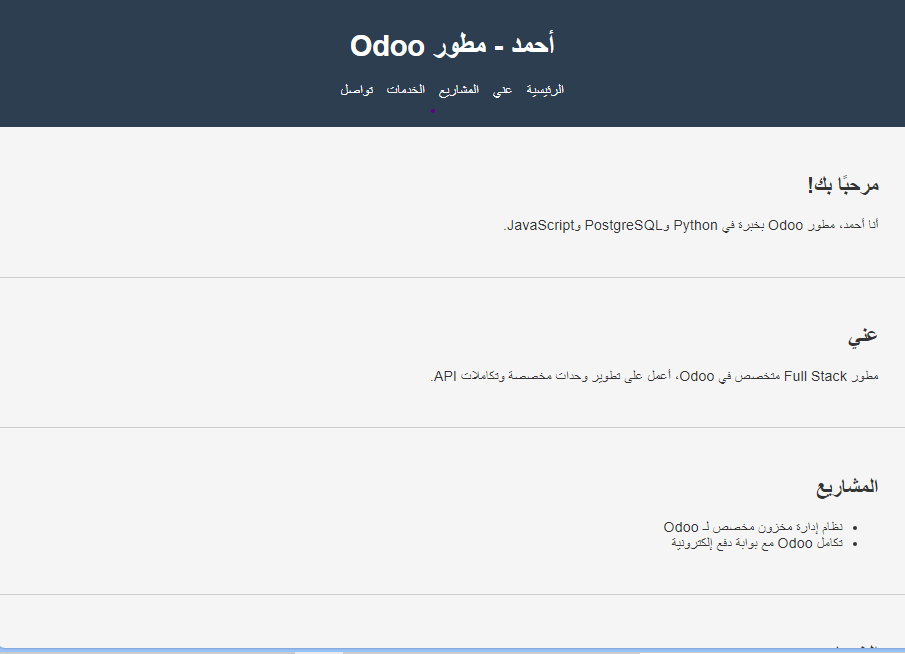 أحمد - مطور Odoo
الرئيسية عني المشاريع الخدمات تواصل
مرحبًا بك!
أنا أحمد، مطور Odoo بخبرة في Python وPostgreSQL وJavaScript.
عني
مطور Full Stack متخصص في Odoo، أعمل على تطوير وحدات مخصصة وتكاملات API.
المشاريع
• نظام إدارة مخزون مخصص لـ Odoo
• تكامل Odoo مع بوابة دفع إلكترونية